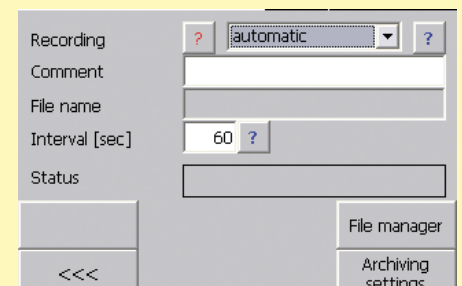 Recording ? automatic ?
Comment
File name
Interval [sec] 60 ?
Status
File manager
<<< Archiving
settings